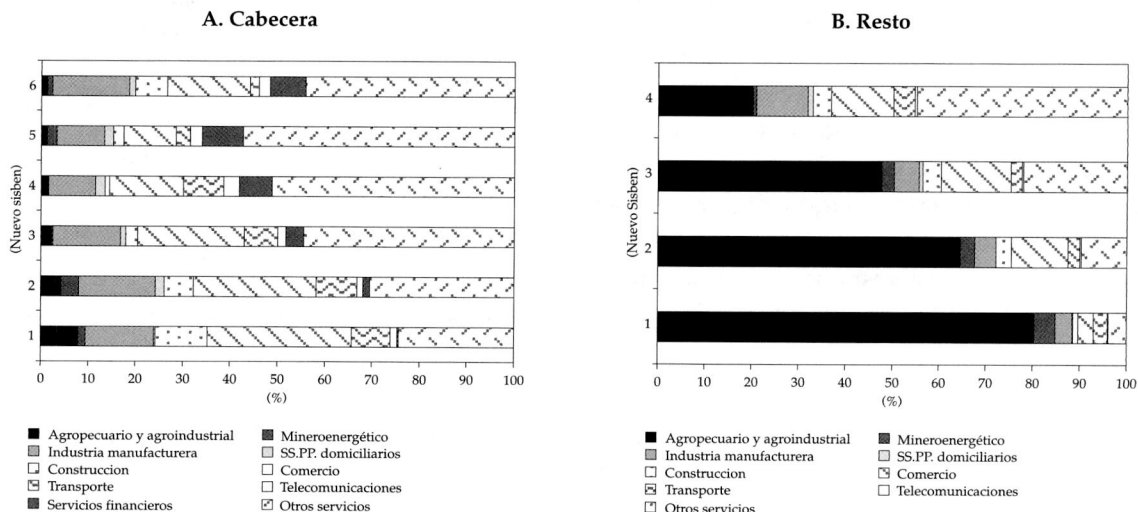 A. Cabecera
(Nuevo sisben)
6
5
4
3
2
1
0 10 20 30 40 50 60 70 80 90 100
(%)
Agropecuario y agroindustrial
Mineroenergético
Industria manufacturera
SS.PP. domiciliarios
Construccion
Comercio
Transporte
Telecomunicaciones
Servicios financieros
Otros servicios
B. Resto
(Nuevo Sisben)
4
3
2
1
0 10 20 30 40 50 60 70 80 90 100
(%)
Agropecuario y agroindustrial
Mineroenergético
Industria manufacturera
SS.PP. domiciliarios
Construccion
Comercio
Transporte
Telecomunicaciones
Otros servicios